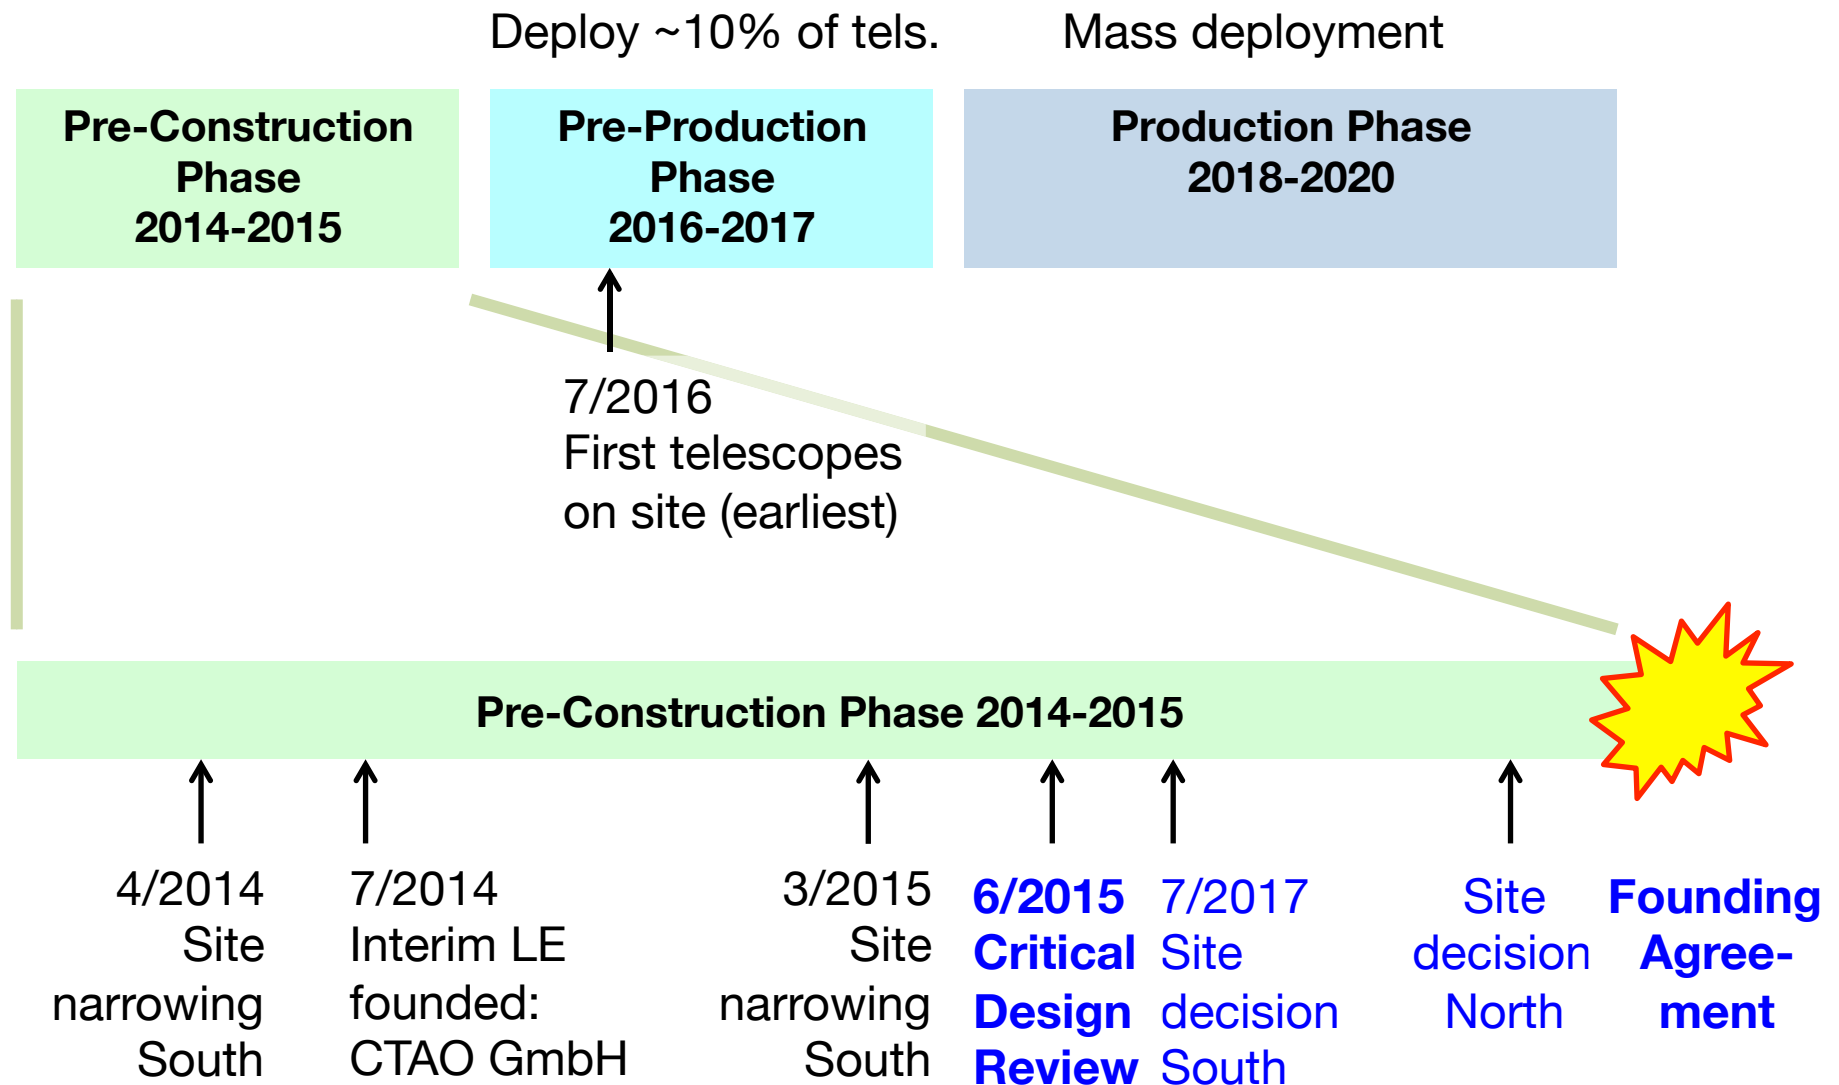 Deploy ~10% of tels.
Mass deployment
Pre-Construction
Phase
2014-2015
Pre-Production
Phase
2016-2017
Production Phase
2018-2020
7/2016
First telescopes
on site (earliest)
Pre-Construction Phase 2014-2015
4/2014
Site
narrowing
South
7/2014
Interim LE
founded:
CTAO GmbH
3/2015
Site
narrowing
South
6/2015
Critical
Design
Review
7/2017
Site
decision
South
Site
decision
North
Founding
Agree-
ment